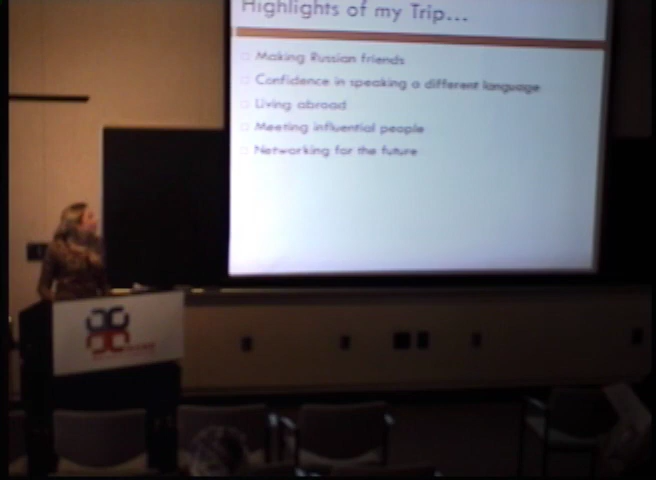 Highlights of my Trip...
Making Russian friends
Confidence in speaking a different language
Living abroad
Meeting influential people
Networking for the future